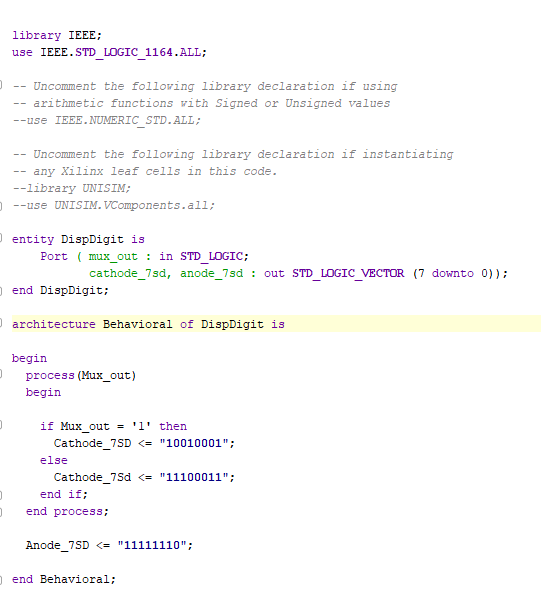 library IEEE;
use IEEE.STD_LOGIC_1164.ALL;
-- Uncomment the following library declaration if using
-- arithmetic functions with Signed or Unsigned values
--use IEEE.NUMERIC_STD.ALL;
-- Uncomment the following library declaration if instantiating
-- any Xilinx leaf cells in this code.
--library UNISIM;
--use UNISIM.VComponents.all;
entity DispDigit is
Port ( mux_out : in STD_LOGIC;
cathode_7sd, anode_7sd : out STD_LOGIC_VECTOR (7 downto 0));
end DispDigit;
architecture Behavioral of DispDigit is
begin
process(Mux_out)
begin
if Mux_out = '1' then
Cathode_7SD <= "10010001";
else
Cathode_7Sd <= "11100011";
end if;
end process;
Anode_7SD <= "11111110";
end Behavioral;